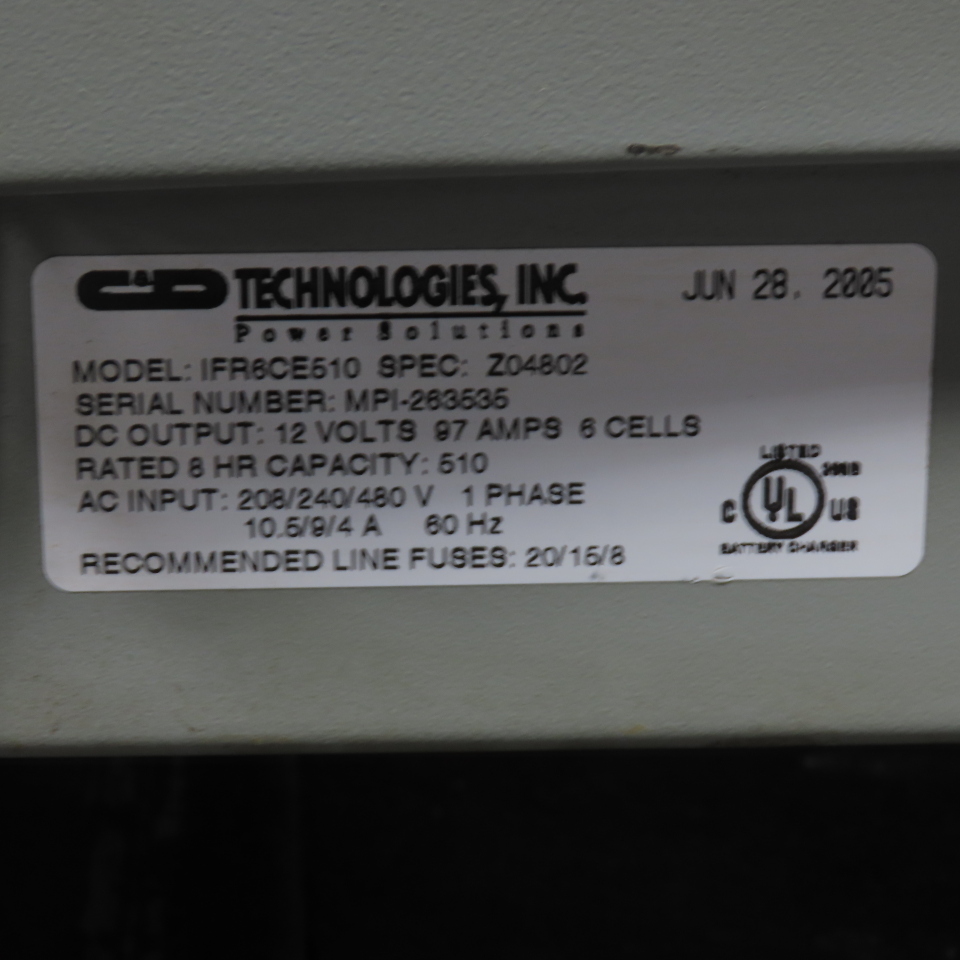 C&D TECHNOLOGIES, INC.
Power Solutions
JUN 28, 2005
MODEL: IFR6CE510 SPEC: Z04802
SERIAL NUMBER: MPI-263535
DC OUTPUT: 12 VOLTS 97 AMPS 6 CELLS
RATED 8 HR CAPACITY: 510
AC INPUT: 208/240/480 V 1 PHASE
10.5/9/4 A 60 Hz
RECOMMENDED LINE FUSES: 20/15/8
LISTED
C UL US
BATTERY CHARGER